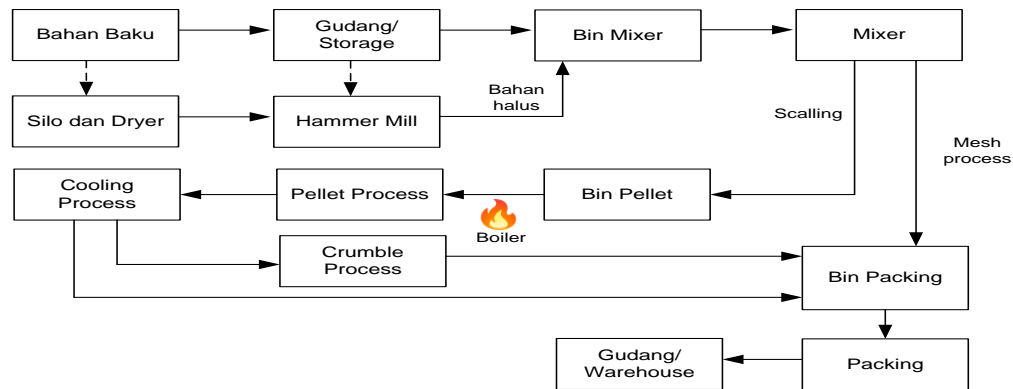 Bahan Baku
Gudang/
Storage
Bin Mixer
Mixer
Silo dan Dryer
Hammer Mill
Bahan
halus
Scalling
Mesh
process
Cooling
Process
Pellet Process
Bin Pellet
Boiler
Crumble
Process
Bin Packing
Gudang/
Warehouse
Packing